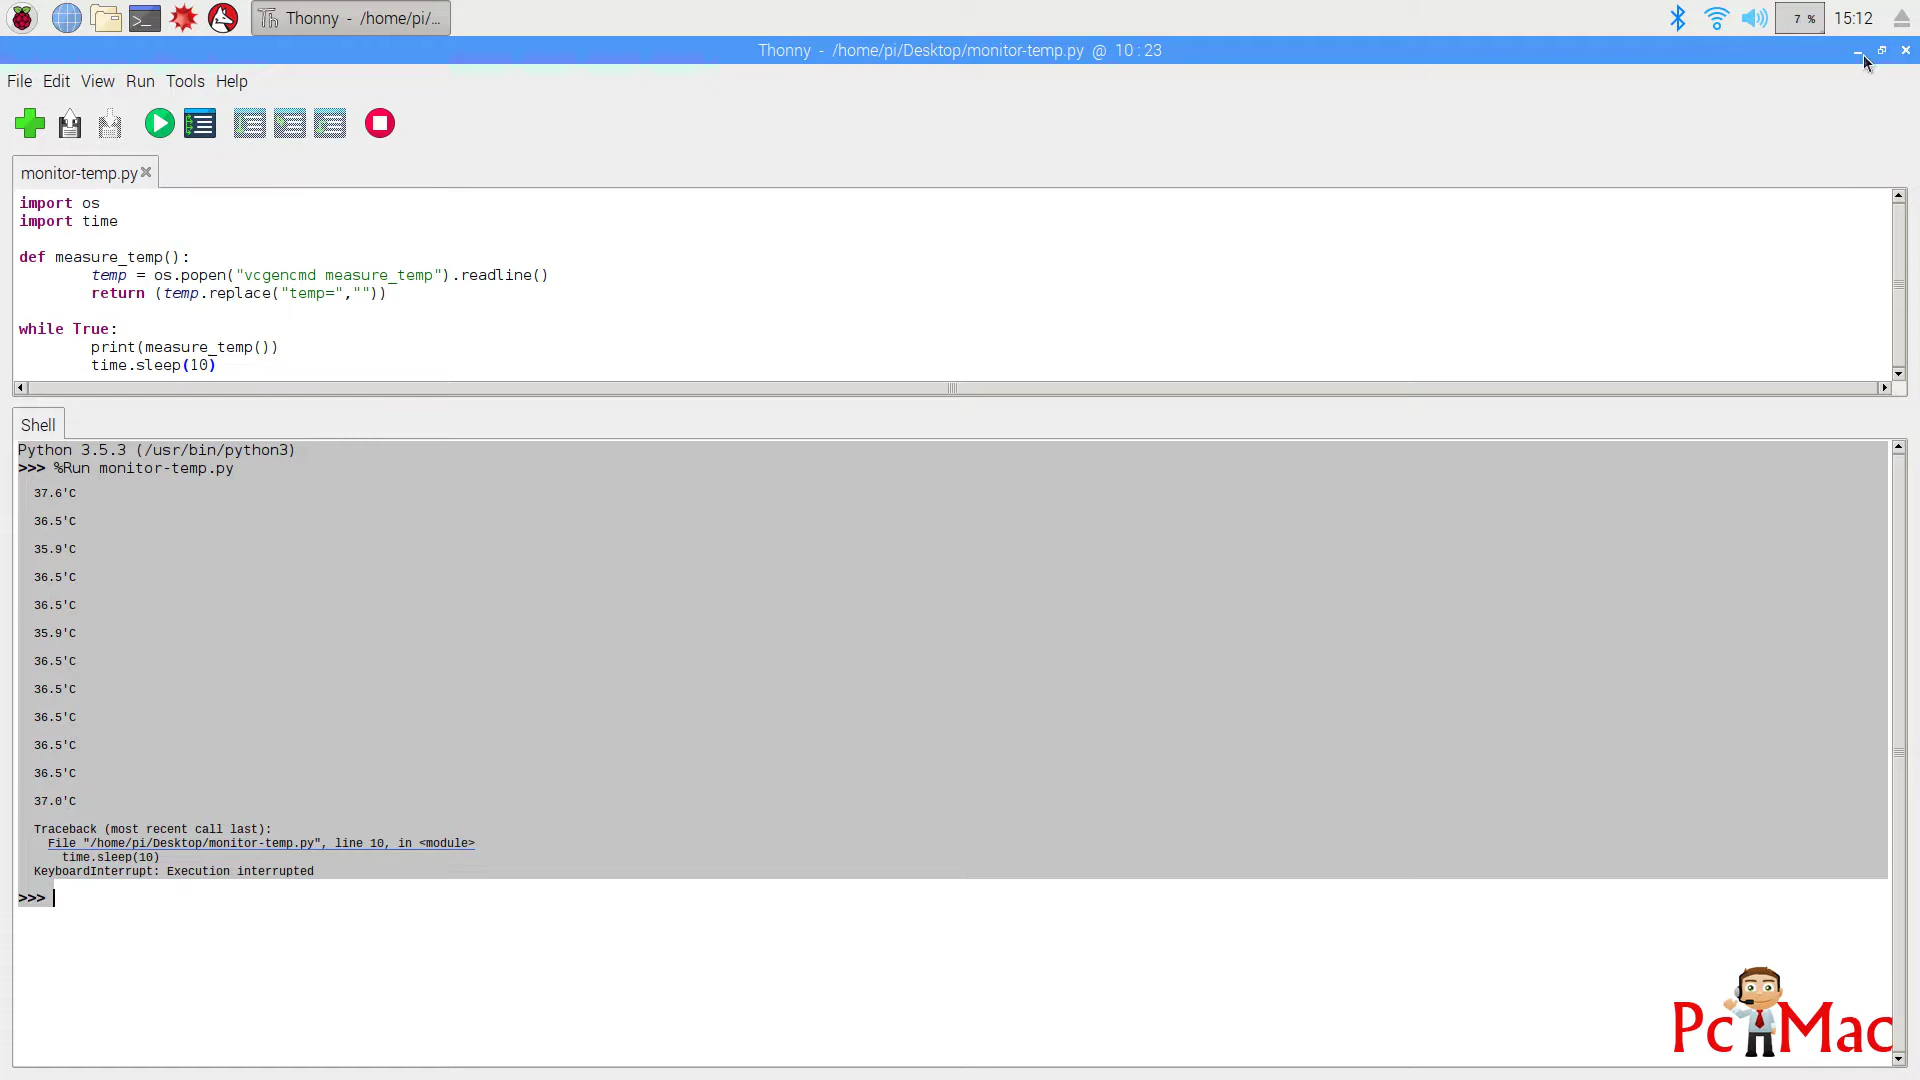 Thonny - /home/pi/...
7 %
15:12
Thonny - /home/pi/Desktop/monitor-temp.py @ 10 : 23
File Edit View Run Tools Help
monitor-temp.py
import os
import time
def measure_temp():
temp = os.popen("vcgencmd measure_temp").readline()
return (temp.replace("temp=",""))
while True:
print(measure_temp())
time.sleep(10)
Shell
Python 3.5.3 (/usr/bin/python3)
>>> %Run monitor-temp.py
37.6'C
36.5'C
35.9'C
36.5'C
36.5'C
35.9'C
36.5'C
36.5'C
36.5'C
36.5'C
36.5'C
37.0'C
Traceback (most recent call last):
File "/home/pi/Desktop/monitor-temp.py", line 10, in <module>
time.sleep(10)
KeyboardInterrupt: Execution interrupted
>>>
Pc Mac